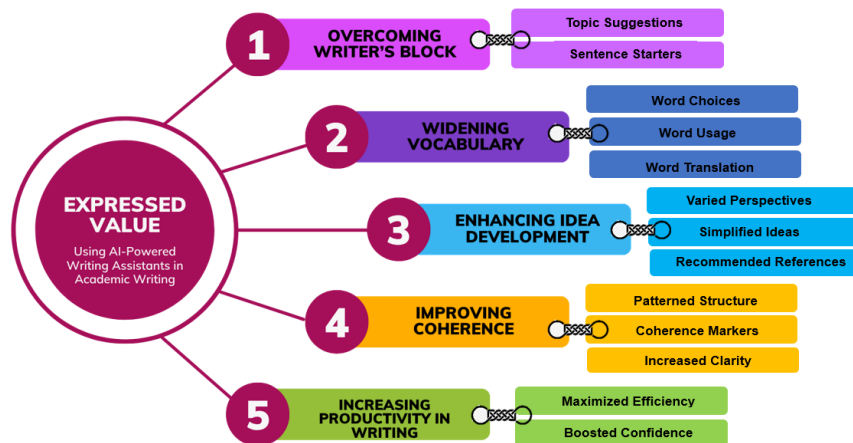 EXPRESSED
VALUE
Using AI-Powered
Writing Assistants in
Academic Writing
1
OVERCOMING
WRITER'S BLOCK
Topic Suggestions
Sentence Starters
2
WIDENING
VOCABULARY
Word Choices
Word Usage
Word Translation
3
ENHANCING IDEA
DEVELOPMENT
Varied Perspectives
Simplified Ideas
Recommended References
4
IMPROVING
COHERENCE
Patterned Structure
Coherence Markers
Increased Clarity
5
INCREASING
PRODUCTIVITY IN
WRITING
Maximized Efficiency
Boosted Confidence